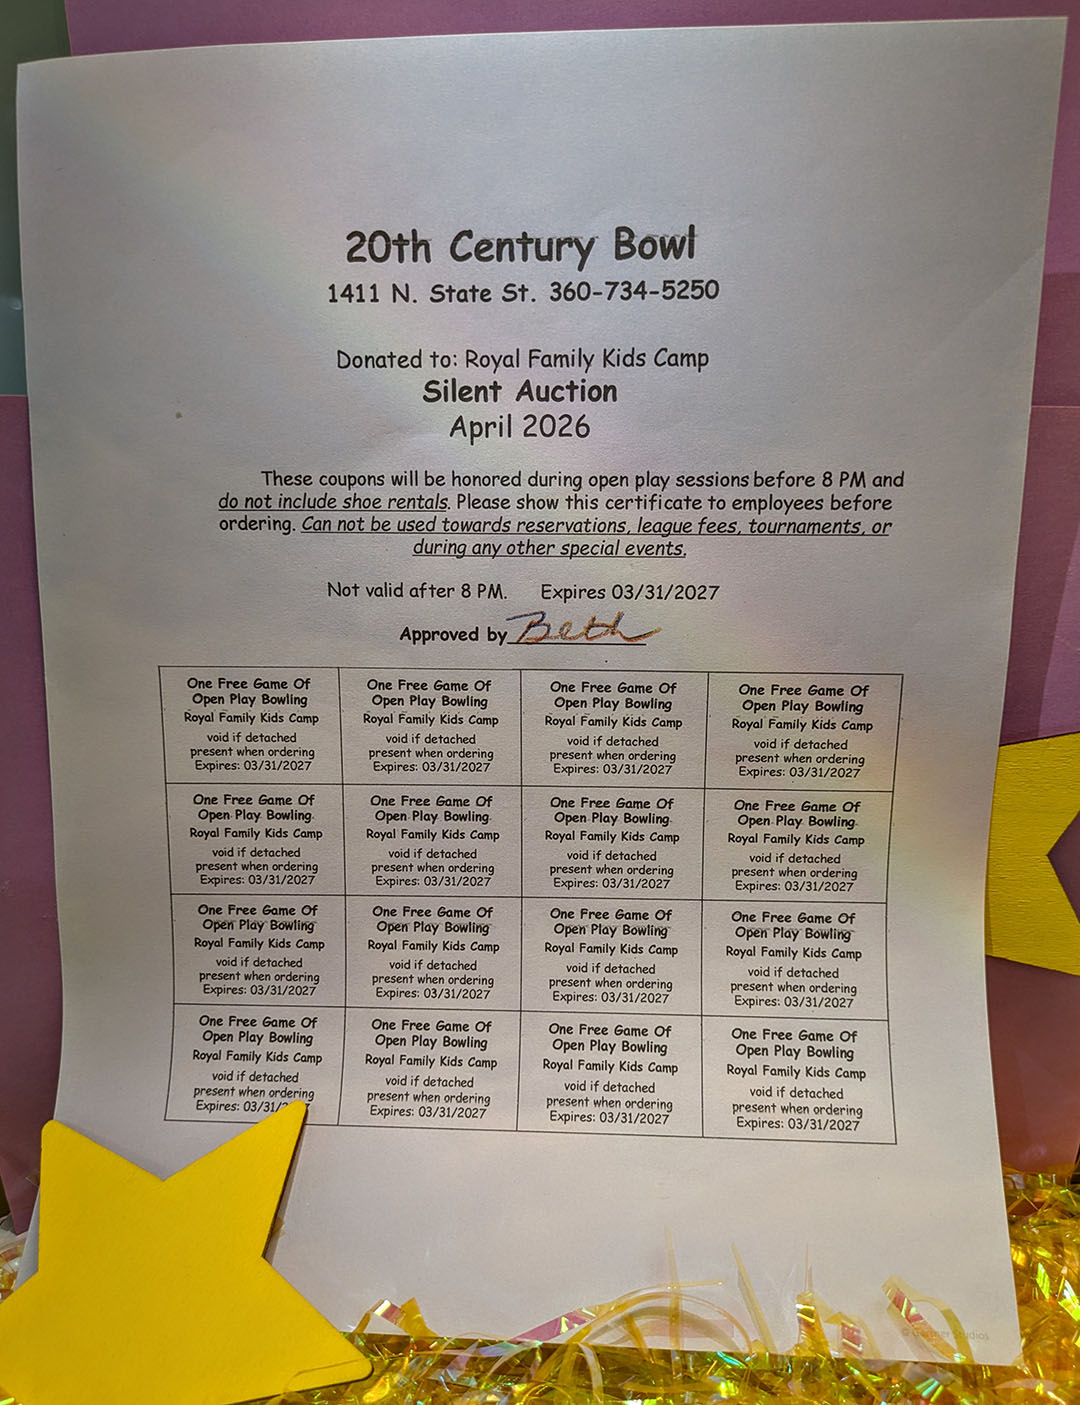 20th Century Bowl
1411 N. State St. 360-734-5250
Donated to: Royal Family Kids Camp
Silent Auction
April 2026
These coupons will be honored during open play sessions before 8 PM and
do not include shoe rentals. Please show this certificate to employees before
ordering. Can not be used towards reservations, league fees, tournaments, or
during any other special events.
Not valid after 8 PM. Expires 03/31/2027
Approved by Beth
One Free Game Of
Open Play Bowling
Royal Family Kids Camp
void if detached
present when ordering
Expires: 03/31/2027
One Free Game Of
Open Play Bowling
Royal Family Kids Camp
void if detached
present when ordering
Expires: 03/31/2027
One Free Game Of
Open Play Bowling
Royal Family Kids Camp
void if detached
present when ordering
Expires: 03/31/2027
One Free Game Of
Open Play Bowling
Royal Family Kids Camp
void if detached
present when ordering
Expires: 03/31/2027
One Free Game Of
Open Play Bowling
Royal Family Kids Camp
void if detached
present when ordering
Expires: 03/31/2027
One Free Game Of
Open Play Bowling
Royal Family Kids Camp
void if detached
present when ordering
Expires: 03/31/2027
One Free Game Of
Open Play Bowling
Royal Family Kids Camp
void if detached
present when ordering
Expires: 03/31/2027
One Free Game Of
Open Play Bowling
Royal Family Kids Camp
void if detached
present when ordering
Expires: 03/31/2027
One Free Game Of
Open Play Bowling
Royal Family Kids Camp
void if detached
present when ordering
Expires: 03/31/2027
One Free Game Of
Open Play Bowling
Royal Family Kids Camp
void if detached
present when ordering
Expires: 03/31/2027
One Free Game Of
Open Play Bowling
Royal Family Kids Camp
void if detached
present when ordering
Expires: 03/31/2027
One Free Game Of
Open Play Bowling
Royal Family Kids Camp
void if detached
present when ordering
Expires: 03/31/2027
One Free Game Of
Open Play Bowling
Royal Family Kids Camp
void if detached
present when ordering
Expires: 03/31/2
One Free Game Of
Open Play Bowling
Royal Family Kids Camp
void if detached
present when ordering
Expires: 03/31/2027
One Free Game Of
Open Play Bowling
Royal Family Kids Camp
void if detached
present when ordering
Expires: 03/31/2027
One Free Game Of
Open Play Bowling
Royal Family Kids Camp
void if detached
present when ordering
Expires: 03/31/2027
© Gartner Studios